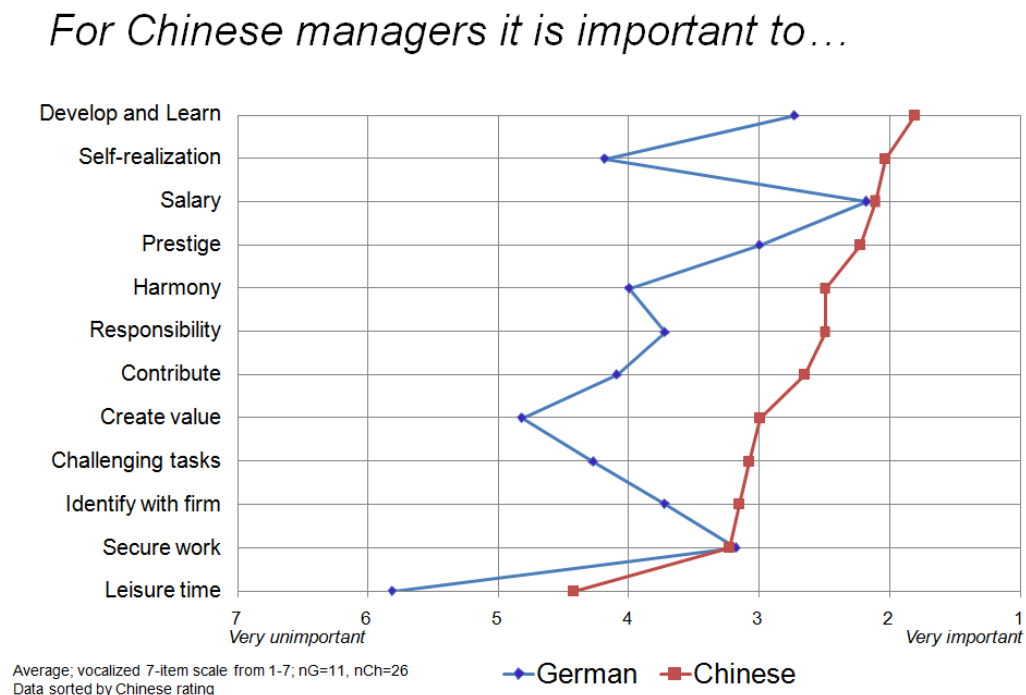 For Chinese managers it is important to…
Develop and Learn
Self-realization
Salary
Prestige
Harmony
Responsibility
Contribute
Create value
Challenging tasks
Identify with firm
Secure work
Leisure time
7 6 5 4 3 2 1
Very unimportant Very important
Average; vocalized 7-item scale from 1-7; nG=11, nCh=26
Data sorted by Chinese rating
German Chinese